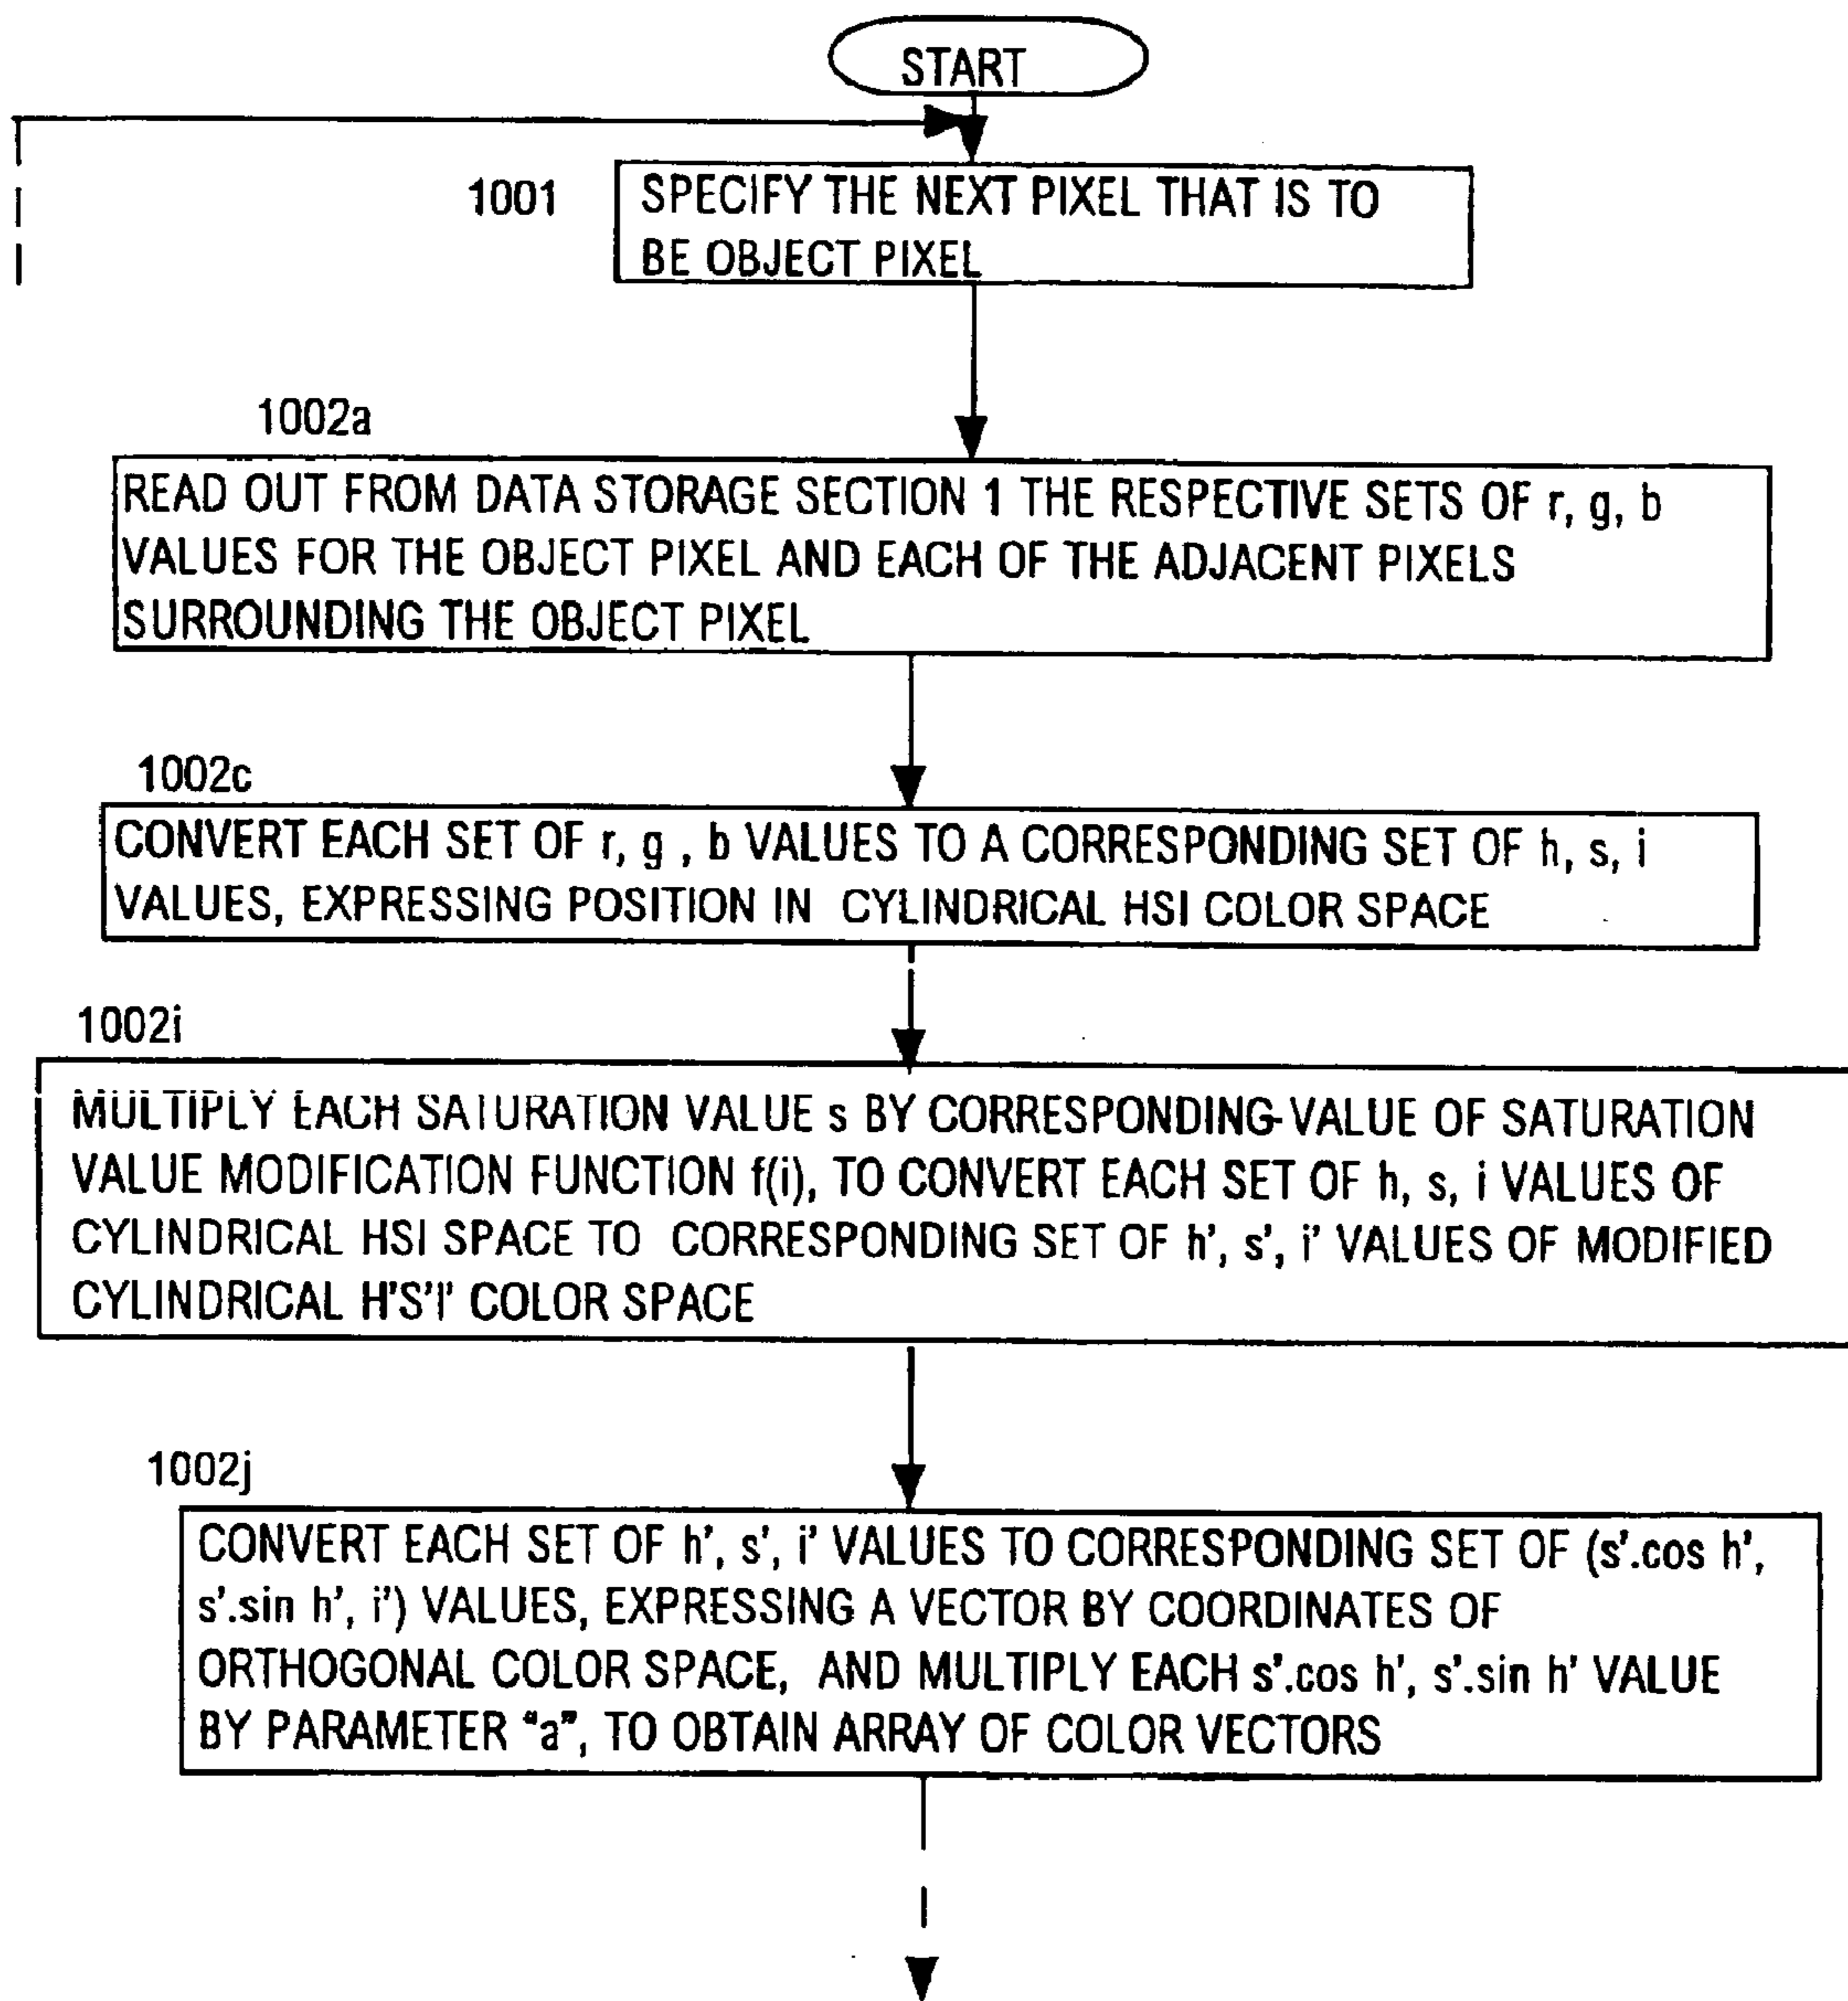 START
1001
SPECIFY THE NEXT PIXEL THAT IS TO
BE OBJECT PIXEL
1002a
READ OUT FROM DATA STORAGE SECTION 1 THE RESPECTIVE SETS OF r, g, b
VALUES FOR THE OBJECT PIXEL AND EACH OF THE ADJACENT PIXELS
SURROUNDING THE OBJECT PIXEL
1002c
CONVERT EACH SET OF r, g , b VALUES TO A CORRESPONDING SET OF h, s, i
VALUES, EXPRESSING POSITION IN CYLINDRICAL HSI COLOR SPACE
1002i
MULTIPLY EACH SATURATION VALUE s BY CORRESPONDING-VALUE OF SATURATION
VALUE MODIFICATION FUNCTION f(i), TO CONVERT EACH SET OF h, s, i VALUES OF
CYLINDRICAL HSI SPACE TO CORRESPONDING SET OF h', s', i' VALUES OF MODIFIED
CYLINDRICAL H'S'I' COLOR SPACE
1002j
CONVERT EACH SET OF h', s', i' VALUES TO CORRESPONDING SET OF (s'.cos h',
s'.sin h', i') VALUES, EXPRESSING A VECTOR BY COORDINATES OF
ORTHOGONAL COLOR SPACE, AND MULTIPLY EACH s'.cos h', s'.sin h' VALUE
BY PARAMETER "a", TO OBTAIN ARRAY OF COLOR VECTORS